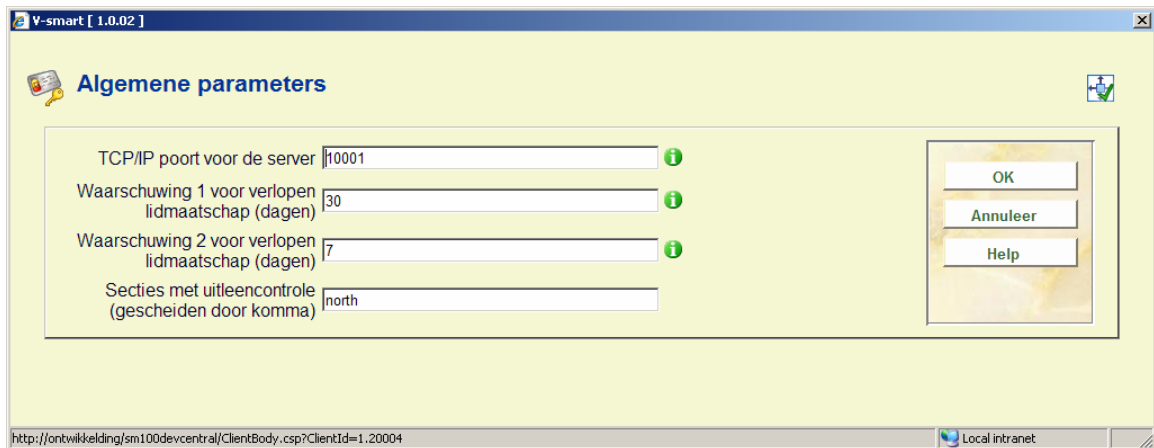 V-smart [ 1.0.02 ]
Algemene parameters
TCP/IP poort voor de server 10001
Waarschuwing 1 voor verlopen
lidmaatschap (dagen) 30
Waarschuwing 2 voor verlopen
lidmaatschap (dagen) 7
Secties met uitleencontrole
(gescheiden door komma) north
OK
Annuleer
Help
http://ontwikkelding/sm100devcentral/ClientBody.csp?ClientId=1.20004
Local intranet